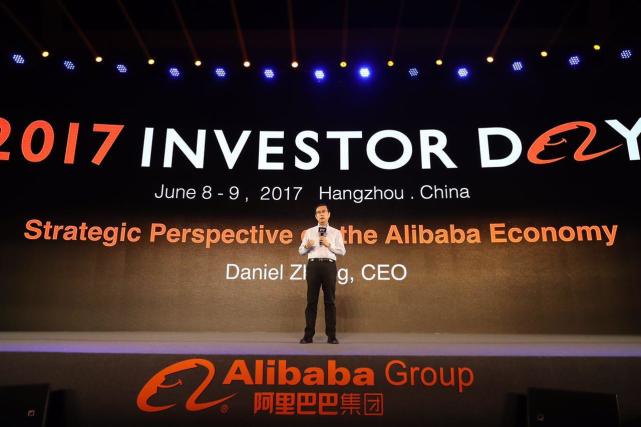 2017 INVESTOR DAY
June 8 - 9 , 2017 Hangzhou . China
Strategic Perspective the Alibaba Economy
Daniel , CEO
Alibaba Group
阿里巴巴集团
®